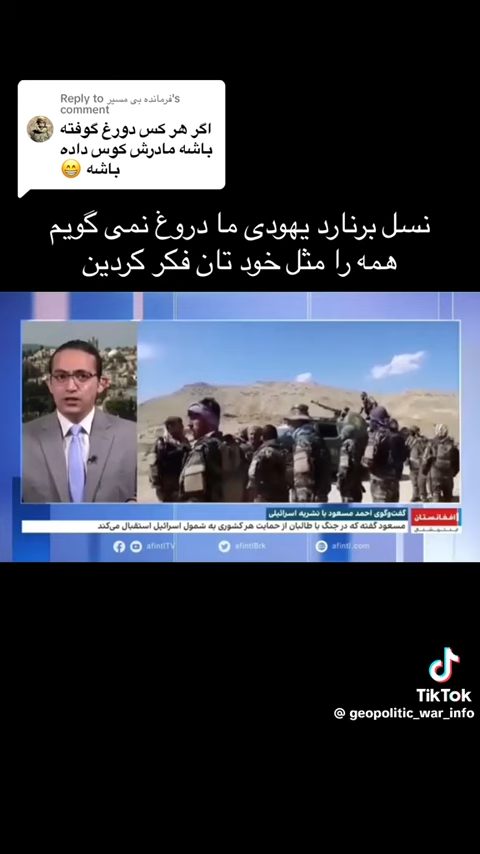 Reply to فرمانده بی مسیر's
comment
اگر هر کس دورغ گوفته
باشه مادرش کوس داده
باشه 😁
نسل برنارد یهودی ما دروغ نمی گویم
همه را مثل خود تان فکر کردین
گفت‌وگوی احمد مسعود با نشریه اسرائیلی
مسعود گفته که در جنگ با طالبان از حمایت هر کشوری به شمول اسرائیل استقبال می‌کند
افغانستان
اینترنشنال
afintlTV
afintlBrk
afintl.com
TikTok
@ geopolitic_war_info